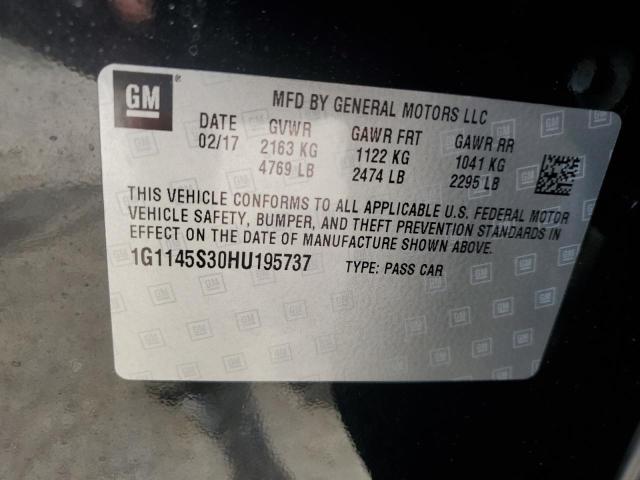 GM ®
MFD BY GENERAL MOTORS LLC
DATE GVWR GAWR FRT GAWR RR
02/17 2163 KG 1122 KG 1041 KG
4769 LB 2474 LB 2295 LB
THIS VEHICLE CONFORMS TO ALL APPLICABLE U.S. FEDERAL MOTOR
VEHICLE SAFETY, BUMPER, AND THEFT PREVENTION STANDARDS IN
EFFECT ON THE DATE OF MANUFACTURE SHOWN ABOVE.
1G1145S30HU195737 TYPE: PASS CAR